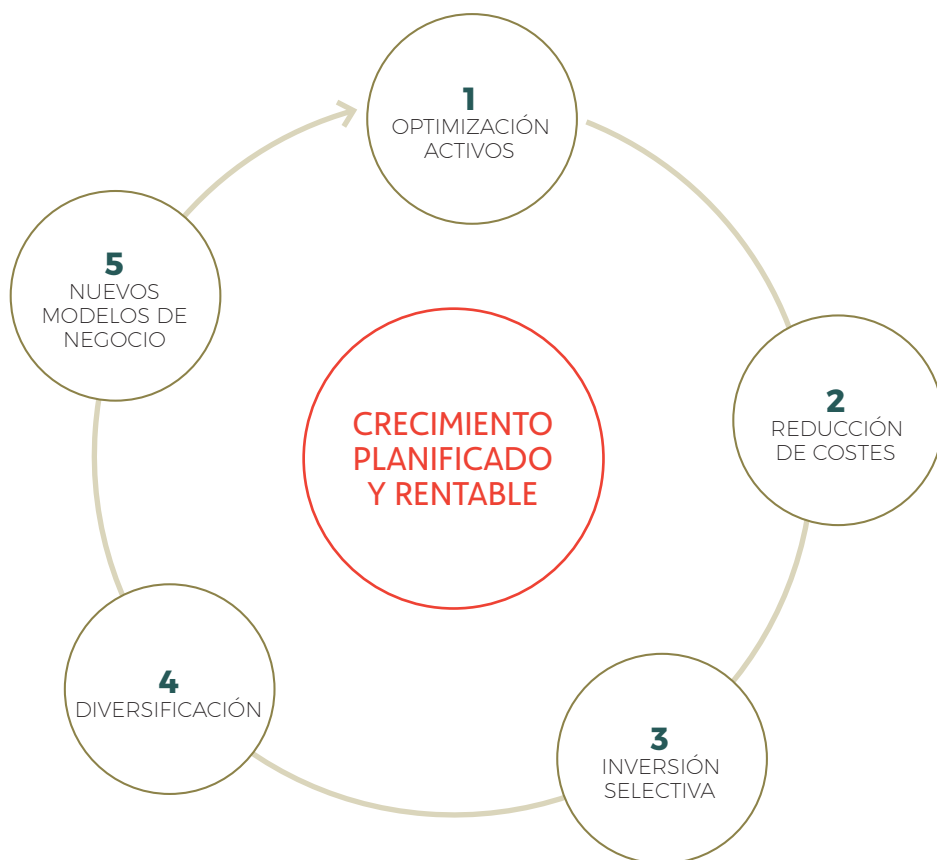 1
OPTIMIZACIÓN
ACTIVOS
2
REDUCCIÓN
DE COSTES
3
INVERSIÓN
SELECTIVA
4
DIVERSIFICACIÓN
5
NUEVOS
MODELOS DE
NEGOCIO
CRECIMIENTO
PLANIFICADO
Y RENTABLE